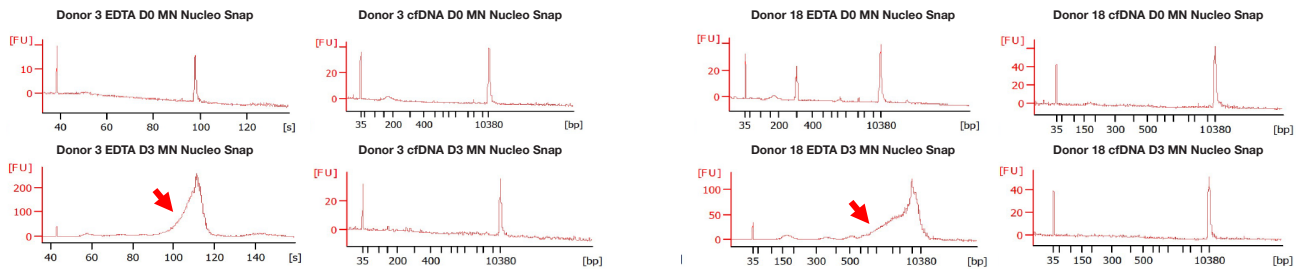 Donor 3 EDTA D0 MN Nucleo Snap
[FU]
10
0
40 60 80 100 120 [s]
Donor 3 cfDNA D0 MN Nucleo Snap
[FU]
20
0
35 200 400 10380 [bp]
Donor 18 EDTA D0 MN Nucleo Snap
[FU]
20
0
35 200 400 10380 [bp]
Donor 18 cfDNA D0 MN Nucleo Snap
[FU]
40
20
0
35 150 300 500 10380 [bp]
Donor 3 EDTA D3 MN Nucleo Snap
[FU]
200
100
0
40 60 80 100 120 140 [s]
Donor 3 cfDNA D3 MN Nucleo Snap
[FU]
20
0
35 200 400 10380 [bp]
Donor 18 EDTA D3 MN Nucleo Snap
[FU]
100
50
0
35 150 300 500 10380 [bp]
Donor 18 cfDNA D3 MN Nucleo Snap
[FU]
40
20
0
35 150 300 500 10380 [bp]